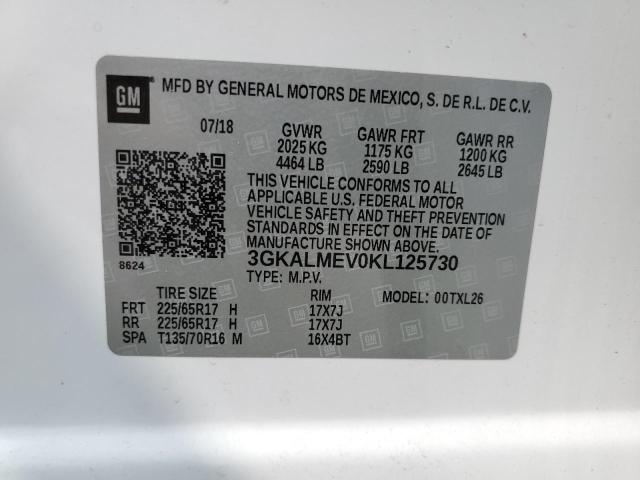 GM MFD BY GENERAL MOTORS DE MEXICO, S. DE R.L. DE C.V.
07/18 GVWR GAWR FRT GAWR RR
2025 KG 1175 KG 1200 KG
4464 LB 2590 LB 2645 LB
THIS VEHICLE CONFORMS TO ALL
APPLICABLE U.S. FEDERAL MOTOR
VEHICLE SAFETY AND THEFT PREVENTION
STANDARDS IN EFFECT ON THE DATE OF
MANUFACTURE SHOWN ABOVE.
8624 3GKALMEV0KL125730
TYPE: M.P.V.
TIRE SIZE RIM MODEL: 00TXL26
FRT 225/65R17 H 17X7J
RR 225/65R17 H 17X7J
SPA T135/70R16 M 16X4BT